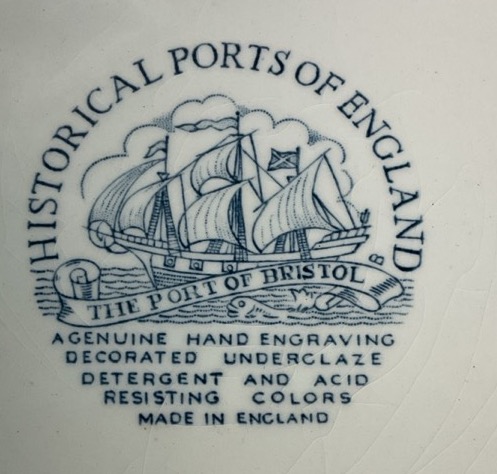 HISTORICAL PORTS OF ENGLAND
THE PORT OF BRISTOL
B
A GENUINE HAND ENGRAVING
DECORATED UNDERGLAZE
DETERGENT AND ACID
RESISTING COLORS
MADE IN ENGLAND